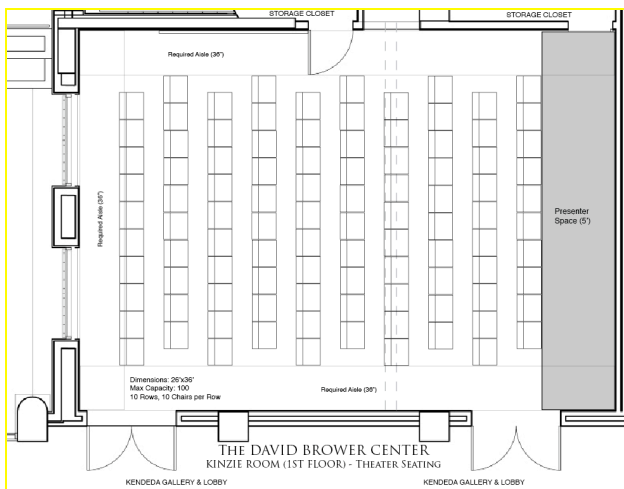 STORAGE CLOSET
STORAGE CLOSET
Required Aisle (36")
Required Aisle (36")
Presenter
Space (5')
Dimensions: 26'x36'
Max Capacity: 100
10 Rows, 10 Chairs per Row
Required Aisle (36")
THE DAVID BROWER CENTER
KINZIE ROOM (1ST FLOOR) - THEATER SEATING
KENDEDA GALLERY & LOBBY
KENDEDA GALLERY & LOBBY